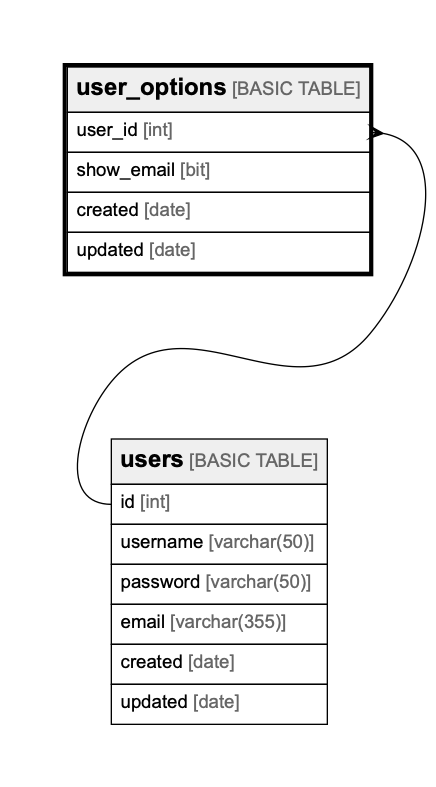 user_options [BASIC TABLE]
user_id [int]
show_email [bit]
created [date]
updated [date]
users [BASIC TABLE]
id [int]
username [varchar(50)]
password [varchar(50)]
email [varchar(355)]
created [date]
updated [date]